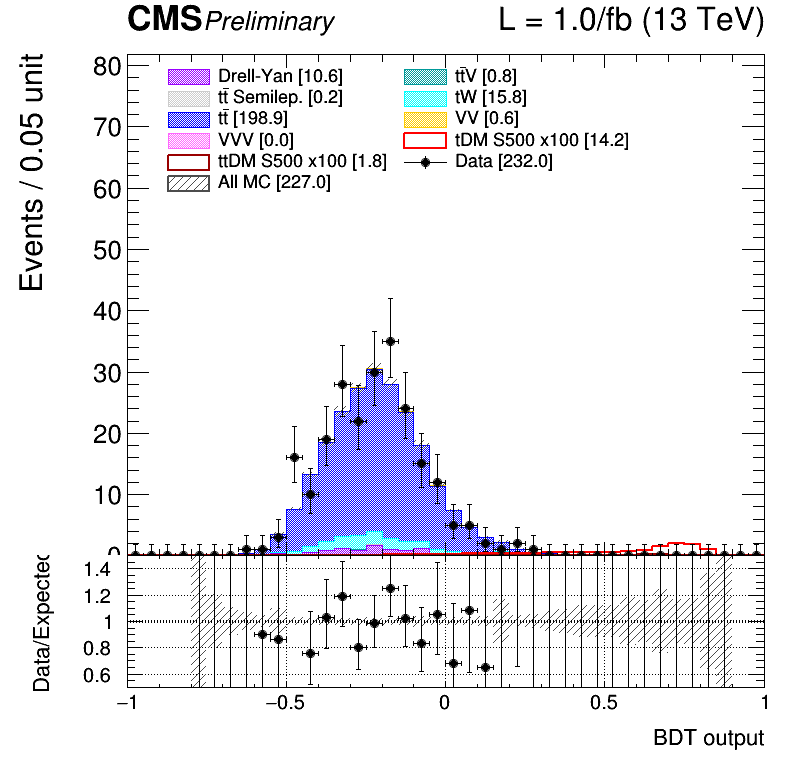 CMS Preliminary L = 1.0/fb (13 TeV)
Events / 0.05 unit
80
70
60
50
40
30
20
10
0
Drell-Yan [10.6] tt̄V [0.8]
tt̄ Semilep. [0.2] tW [15.8]
tt̄ [198.9] VV [0.6]
VVV [0.0] tDM S500 x100 [14.2]
ttDM S500 x100 [1.8] Data [232.0]
All MC [227.0]
Data/Expected
1.4
1.2
1.0
0.8
0.6
−1 −0.5 0 0.5 1
BDT output